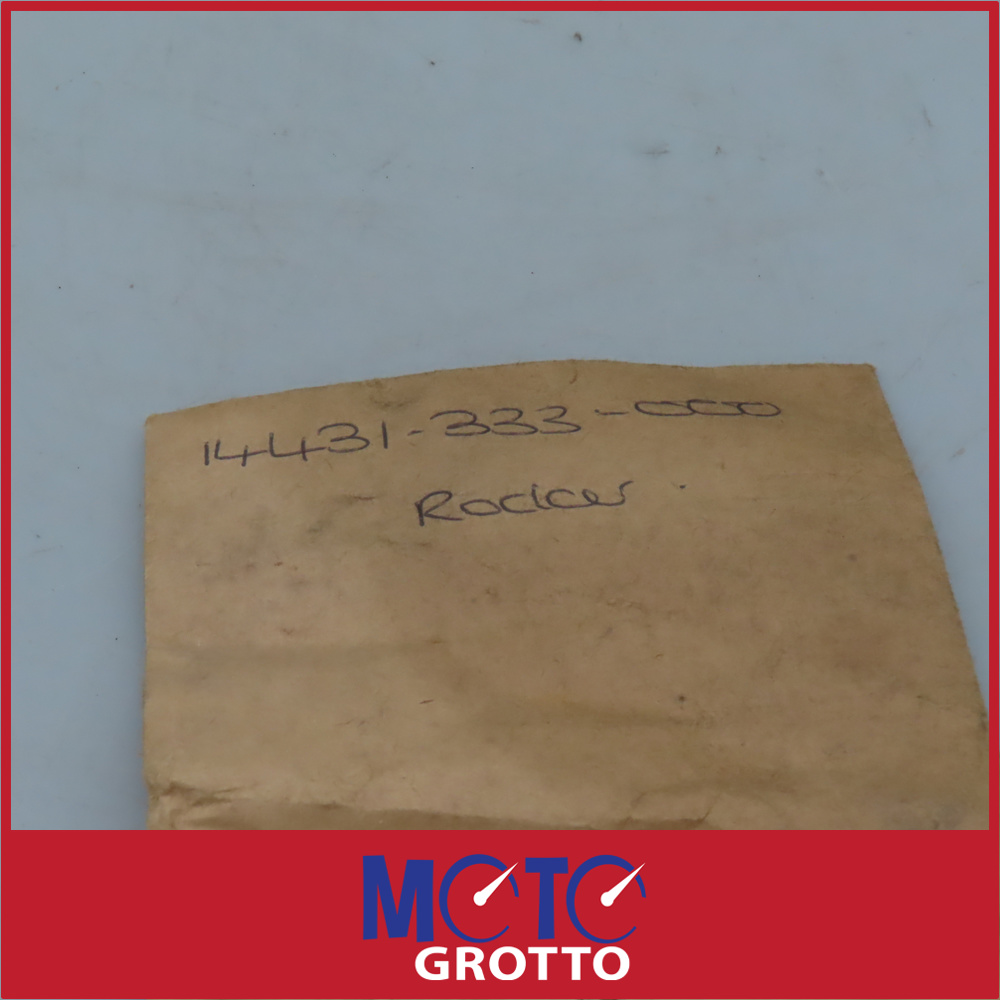 14431-333-000
Rocker
MOTO
GROTTO